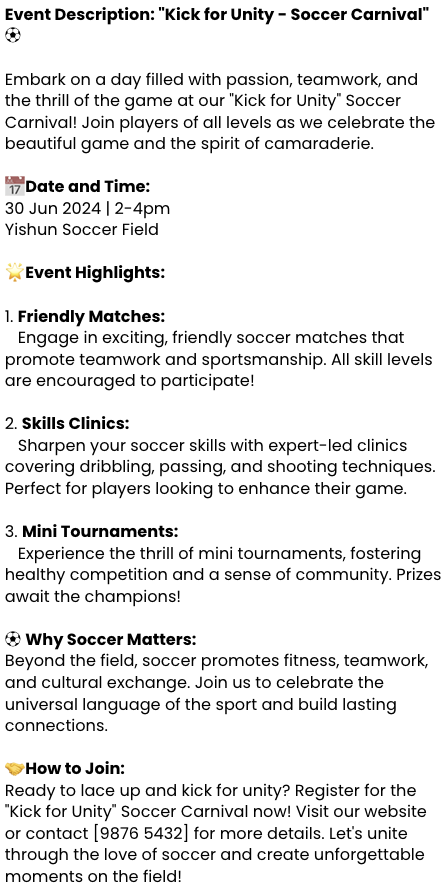 Event Description: "Kick for Unity - Soccer Carnival"
⚽
Embark on a day filled with passion, teamwork, and
the thrill of the game at our "Kick for Unity" Soccer
Carnival! Join players of all levels as we celebrate the
beautiful game and the spirit of camaraderie.
📅Date and Time:
30 Jun 2024 | 2-4pm
Yishun Soccer Field
🌟Event Highlights:
1. Friendly Matches:
Engage in exciting, friendly soccer matches that
promote teamwork and sportsmanship. All skill levels
are encouraged to participate!
2. Skills Clinics:
Sharpen your soccer skills with expert-led clinics
covering dribbling, passing, and shooting techniques.
Perfect for players looking to enhance their game.
3. Mini Tournaments:
Experience the thrill of mini tournaments, fostering
healthy competition and a sense of community. Prizes
await the champions!
⚽ Why Soccer Matters:
Beyond the field, soccer promotes fitness, teamwork,
and cultural exchange. Join us to celebrate the
universal language of the sport and build lasting
connections.
🤝How to Join:
Ready to lace up and kick for unity? Register for the
"Kick for Unity" Soccer Carnival now! Visit our website
or contact [9876 5432] for more details. Let's unite
through the love of soccer and create unforgettable
moments on the field!